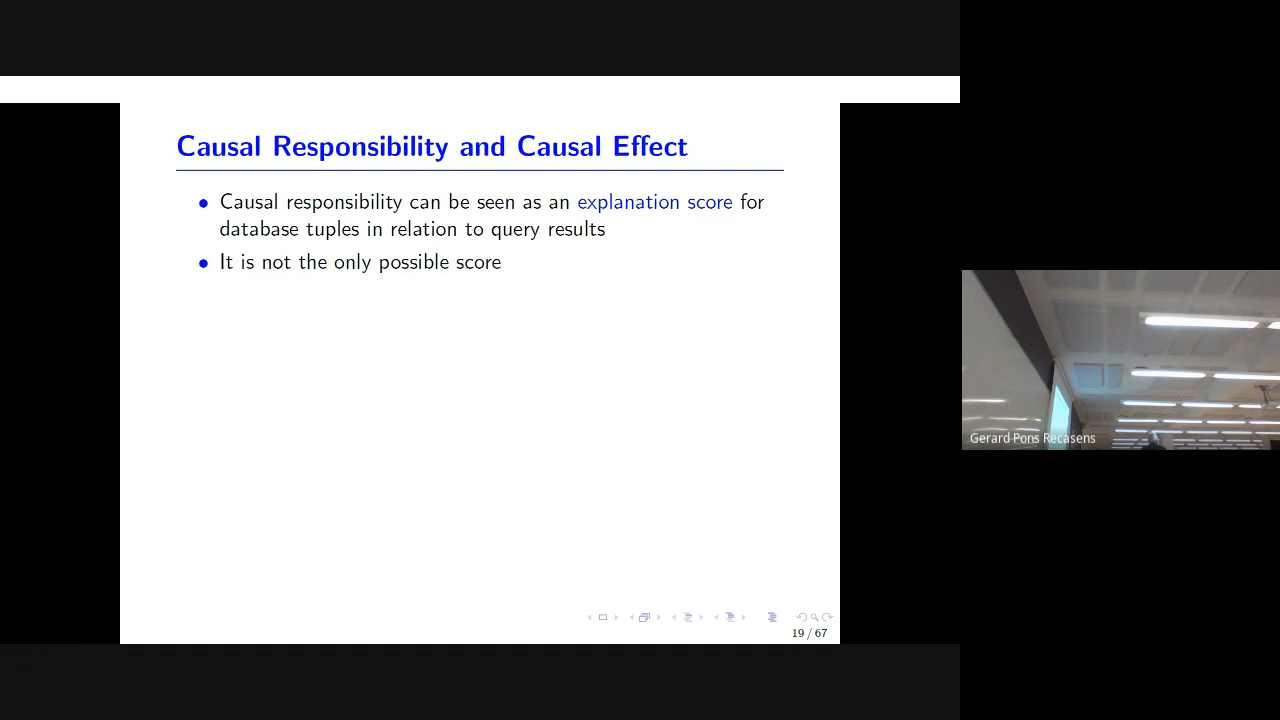 Causal Responsibility and Causal Effect
Causal responsibility can be seen as an explanation score for
database tuples in relation to query results
It is not the only possible score
19 / 67
Gerard Pons Recasens